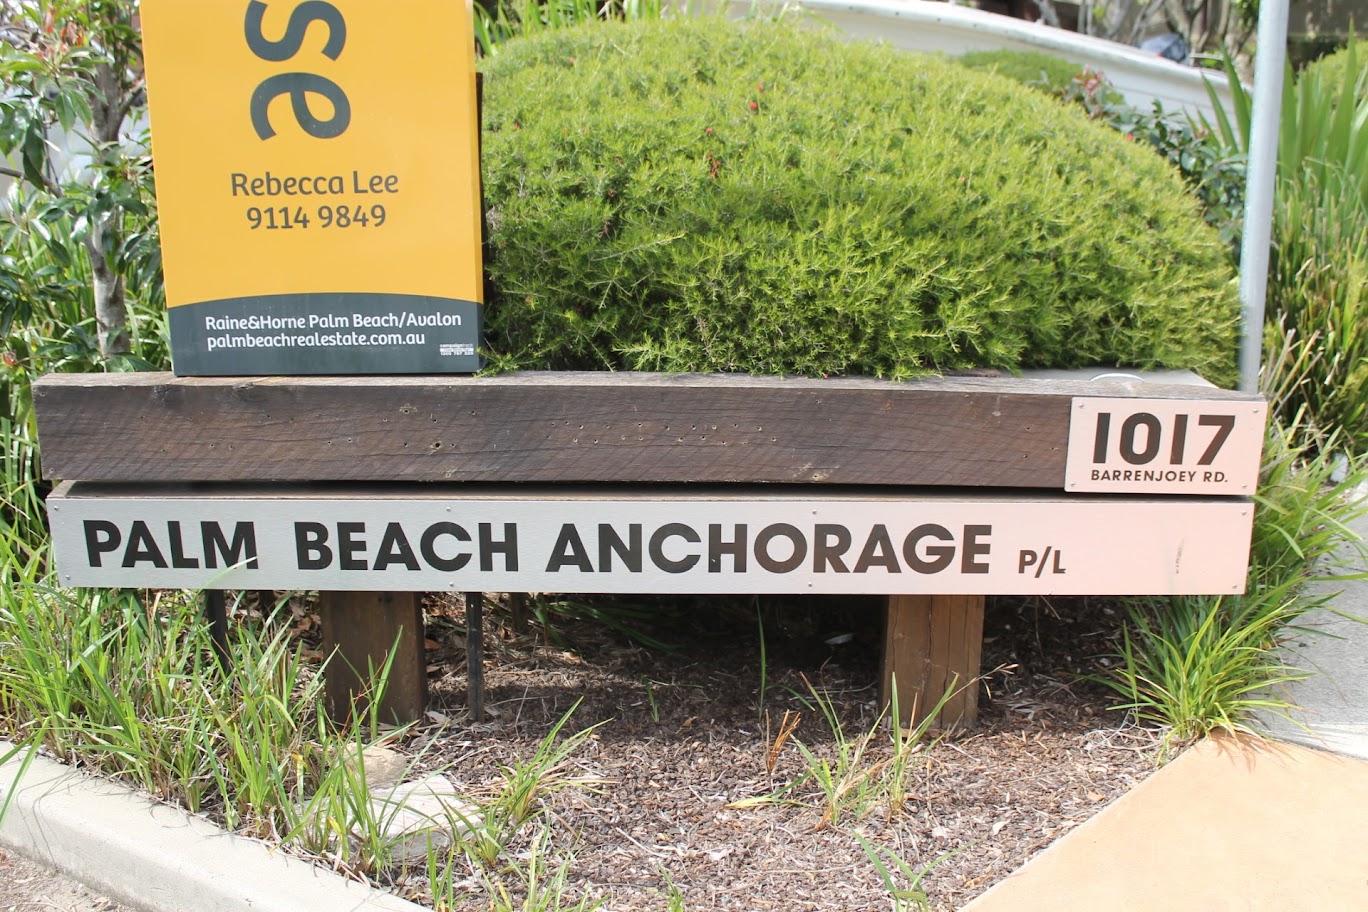 se
Rebecca Lee
9114 9849
Raine&Horne Palm Beach/Avalon
palmbeachrealestate.com.au
1017
BARRENJOEY RD.
PALM BEACH ANCHORAGE P/L